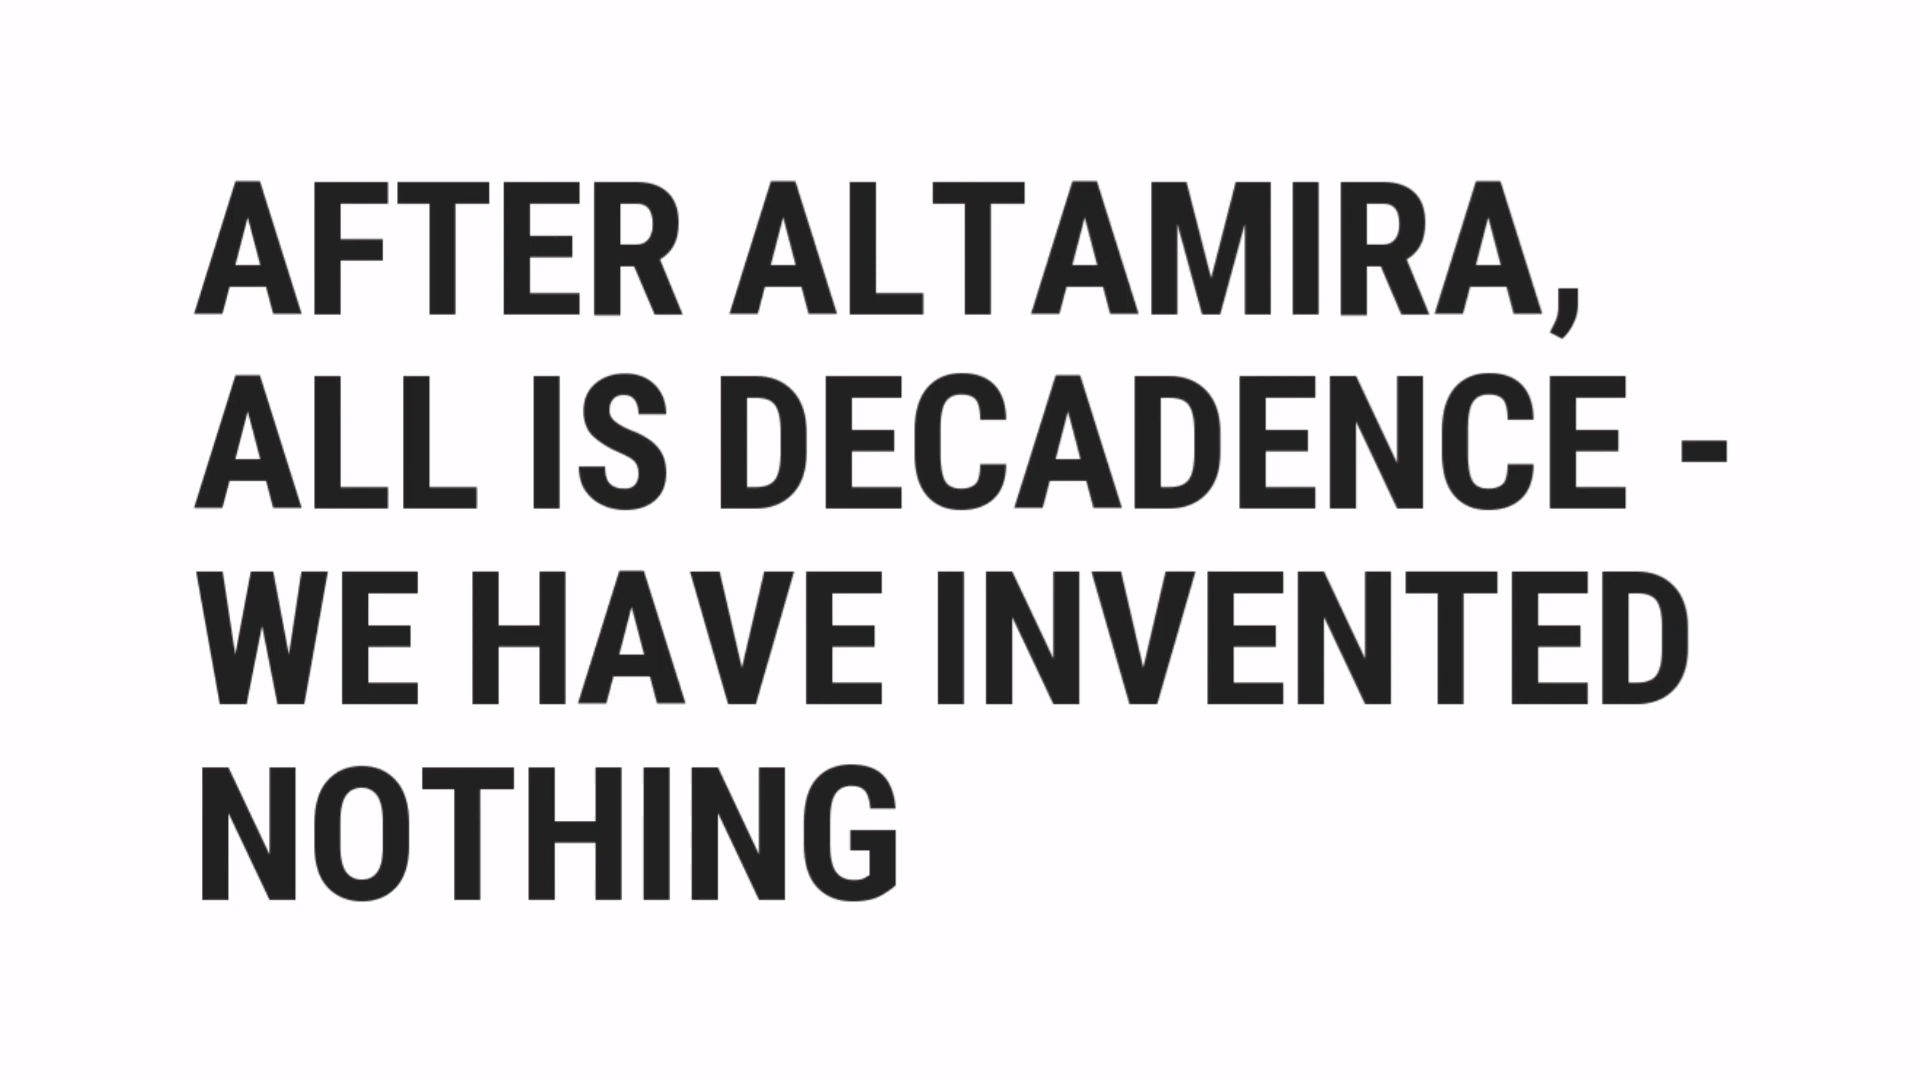 AFTER ALTAMIRA,
ALL IS DECADENCE -
WE HAVE INVENTED
NOTHING